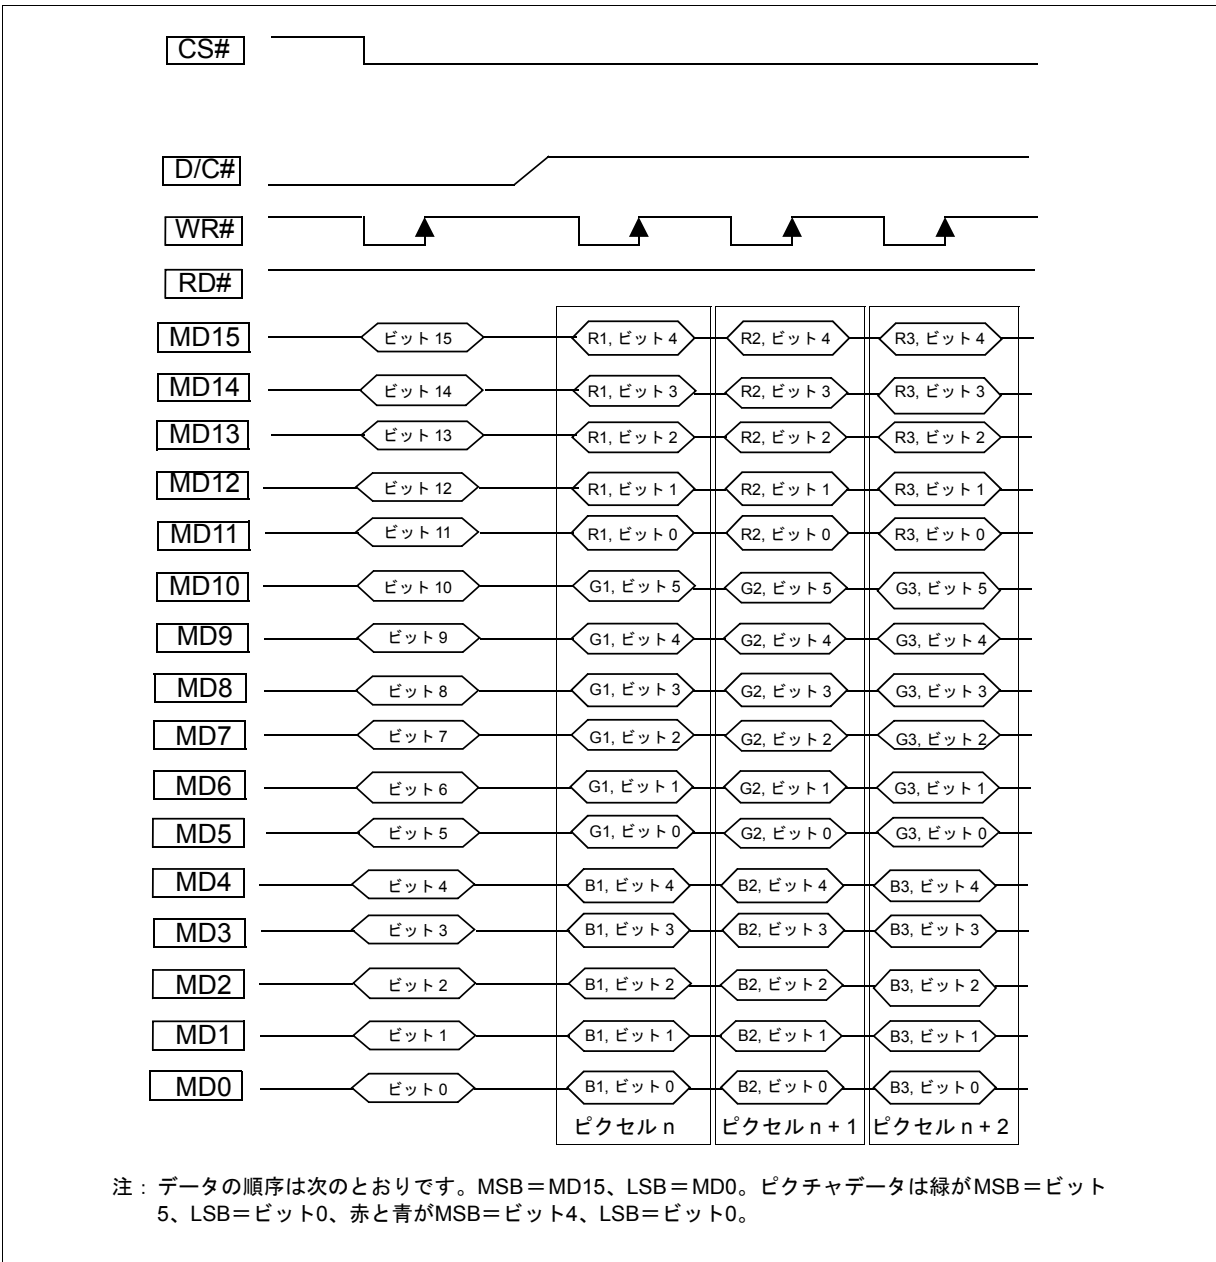 CS#
D/C#
WR#
RD#
MD15 ビット 15 R1, ビット 4 R2, ビット 4 R3, ビット 4
MD14 ビット 14 R1, ビット 3 R2, ビット 3 R3, ビット 3
MD13 ビット 13 R1, ビット 2 R2, ビット 2 R3, ビット 2
MD12 ビット 12 R1, ビット 1 R2, ビット 1 R3, ビット 1
MD11 ビット 11 R1, ビット 0 R2, ビット 0 R3, ビット 0
MD10 ビット 10 G1, ビット 5 G2, ビット 5 G3, ビット 5
MD9 ビット 9 G1, ビット 4 G2, ビット 4 G3, ビット 4
MD8 ビット 8 G1, ビット 3 G2, ビット 3 G3, ビット 3
MD7 ビット 7 G1, ビット 2 G2, ビット 2 G3, ビット 2
MD6 ビット 6 G1, ビット 1 G2, ビット 1 G3, ビット 1
MD5 ビット 5 G1, ビット 0 G2, ビット 0 G3, ビット 0
MD4 ビット 4 B1, ビット 4 B2, ビット 4 B3, ビット 4
MD3 ビット 3 B1, ビット 3 B2, ビット 3 B3, ビット 3
MD2 ビット 2 B1, ビット 2 B2, ビット 2 B3, ビット 2
MD1 ビット 1 B1, ビット 1 B2, ビット 1 B3, ビット 1
MD0 ビット 0 B1, ビット 0 B2, ビット 0 B3, ビット 0
ピクセル n ピクセル n + 1 ピクセル n + 2
注：データの順序は次のとおりです。MSB＝MD15、LSB＝MD0。ピクチャデータは緑がMSB＝ビット
5、LSB＝ビット0、赤と青がMSB＝ビット4、LSB＝ビット0。